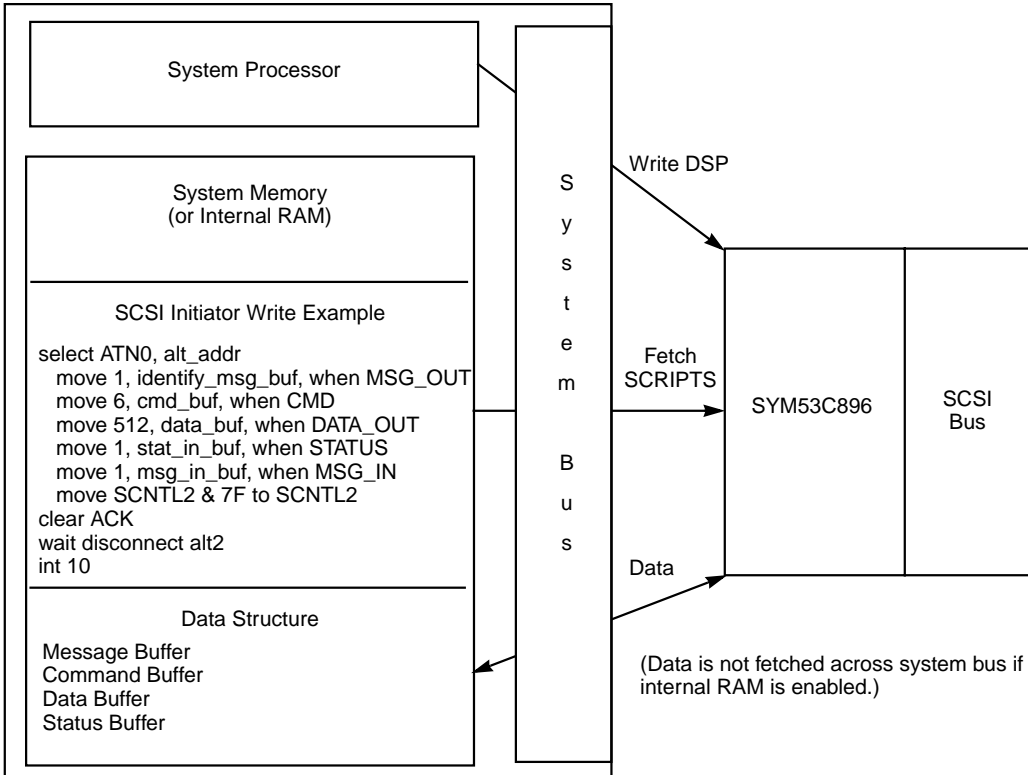 System Processor
System Memory
(or Internal RAM)
SCSI Initiator Write Example
select ATN0, alt_addr
move 1, identify_msg_buf, when MSG_OUT
move 6, cmd_buf, when CMD
move 512, data_buf, when DATA_OUT
move 1, stat_in_buf, when STATUS
move 1, msg_in_buf, when MSG_IN
move SCNTL2 & 7F to SCNTL2
clear ACK
wait disconnect alt2
int 10
Data Structure
Message Buffer
Command Buffer
Data Buffer
Status Buffer
S
y
s
t
e
m
B
u
s
Write DSP
Fetch
SCRIPTS
Data
SYM53C896
SCSI
Bus
(Data is not fetched across system bus if
internal RAM is enabled.)